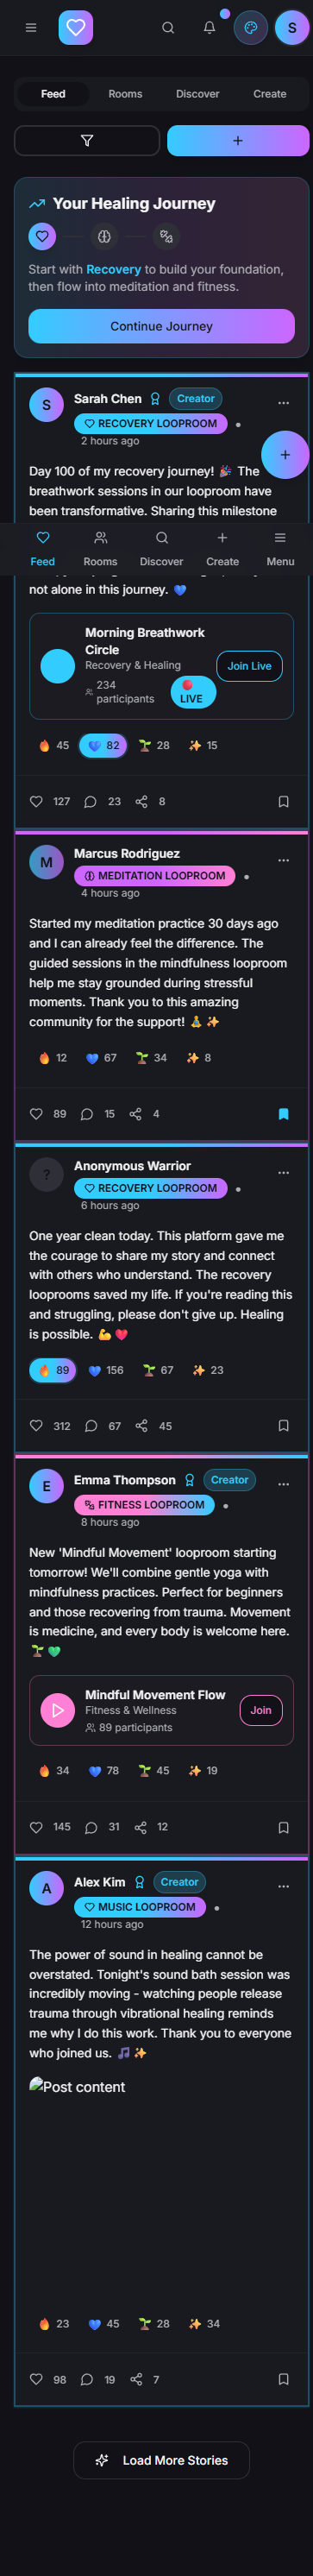 S
Feed Rooms Discover Create
Your Healing Journey
Start with Recovery to build your foundation,
then flow into meditation and fitness.
Continue Journey
S Sarah Chen Creator
RECOVERY LOOPROOM •
2 hours ago
Day 100 of my recovery journey! 🎉 The
breathwork sessions in our looproom have
been transformative. Sharing this milestone
Feed Rooms Discover Create Menu
not alone in this journey. 💙
Morning Breathwork
Circle
Recovery & Healing
234
participants
🔴
LIVE
Join Live
🔥 45 💙 82 🌱 28 ✨ 15
127 23 8
M Marcus Rodriguez
MEDITATION LOOPROOM •
4 hours ago
Started my meditation practice 30 days ago
and I can already feel the difference. The
guided sessions in the mindfulness looproom
help me stay grounded during stressful
moments. Thank you to this amazing
community for the support! 🙏 ✨
🔥 12 💙 67 🌱 34 ✨ 8
89 15 4
? Anonymous Warrior
RECOVERY LOOPROOM •
6 hours ago
One year clean today. This platform gave me
the courage to share my story and connect
with others who understand. The recovery
looprooms saved my life. If you're reading this
and struggling, please don't give up. Healing
is possible. 💪 ❤️
🔥 89 💙 156 🌱 67 ✨ 23
312 67 45
E Emma Thompson Creator
FITNESS LOOPROOM •
8 hours ago
New 'Mindful Movement' looproom starting
tomorrow! We'll combine gentle yoga with
mindfulness practices. Perfect for beginners
and those recovering from trauma. Movement
is medicine, and every body is welcome here.
🌱 💚
Mindful Movement Flow
Fitness & Wellness
89 participants
Join
🔥 34 💙 78 🌱 45 ✨ 19
145 31 12
A Alex Kim Creator
MUSIC LOOPROOM •
12 hours ago
The power of sound in healing cannot be
overstated. Tonight's sound bath session was
incredibly moving - watching people release
trauma through vibrational healing reminds
me why I do this work. Thank you to everyone
who joined us. 🎵 ✨
Post content
🔥 23 💙 45 🌱 28 ✨ 34
98 19 7
Load More Stories